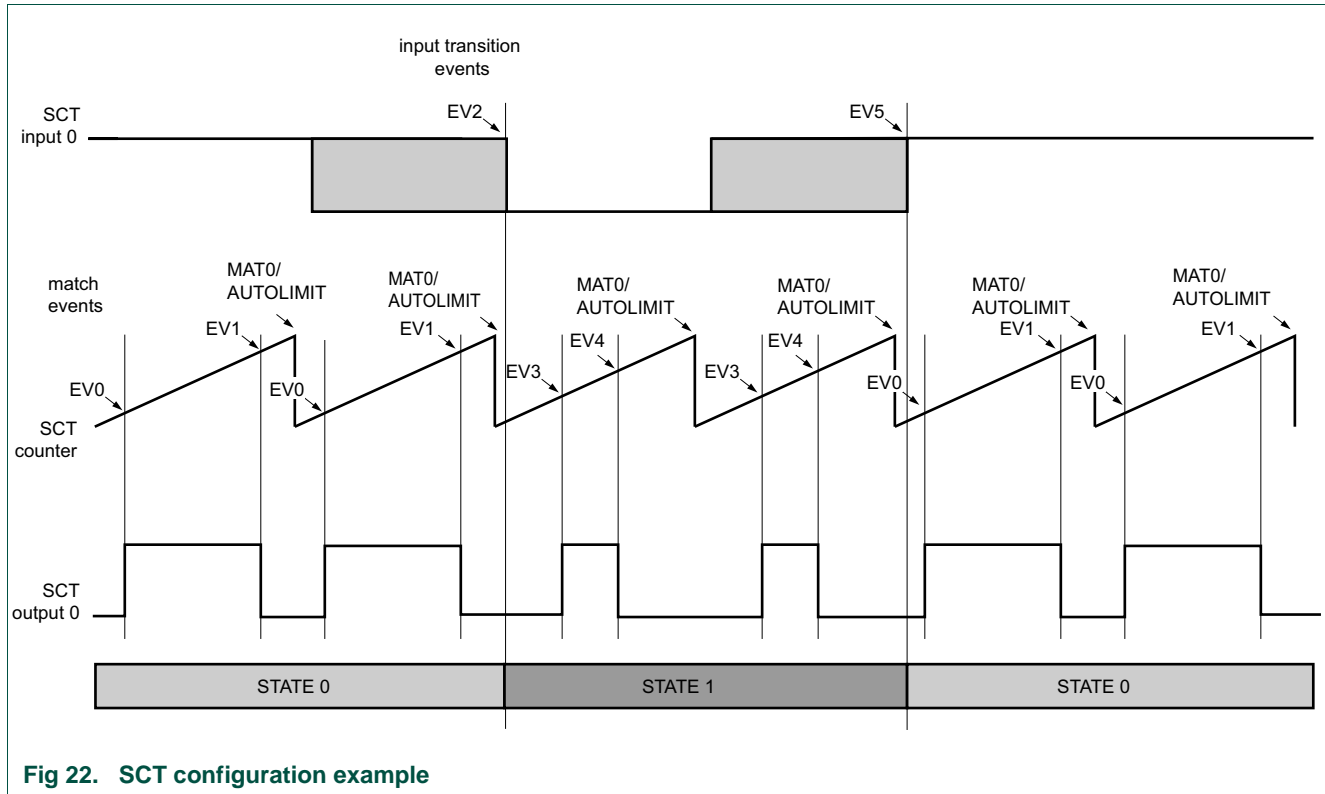 input transition
events
SCT
input 0
EV2
EV5
match
events
MAT0/
AUTOLIMIT
MAT0/
AUTOLIMIT
MAT0/
AUTOLIMIT
MAT0/
AUTOLIMIT
MAT0/
AUTOLIMIT
MAT0/
AUTOLIMIT
EV1
EV1
EV4
EV4
EV1
EV1
EV0
EV0
EV3
EV3
EV0
EV0
SCT
counter
SCT
output 0
STATE 0
STATE 1
STATE 0
Fig 22. SCT configuration example